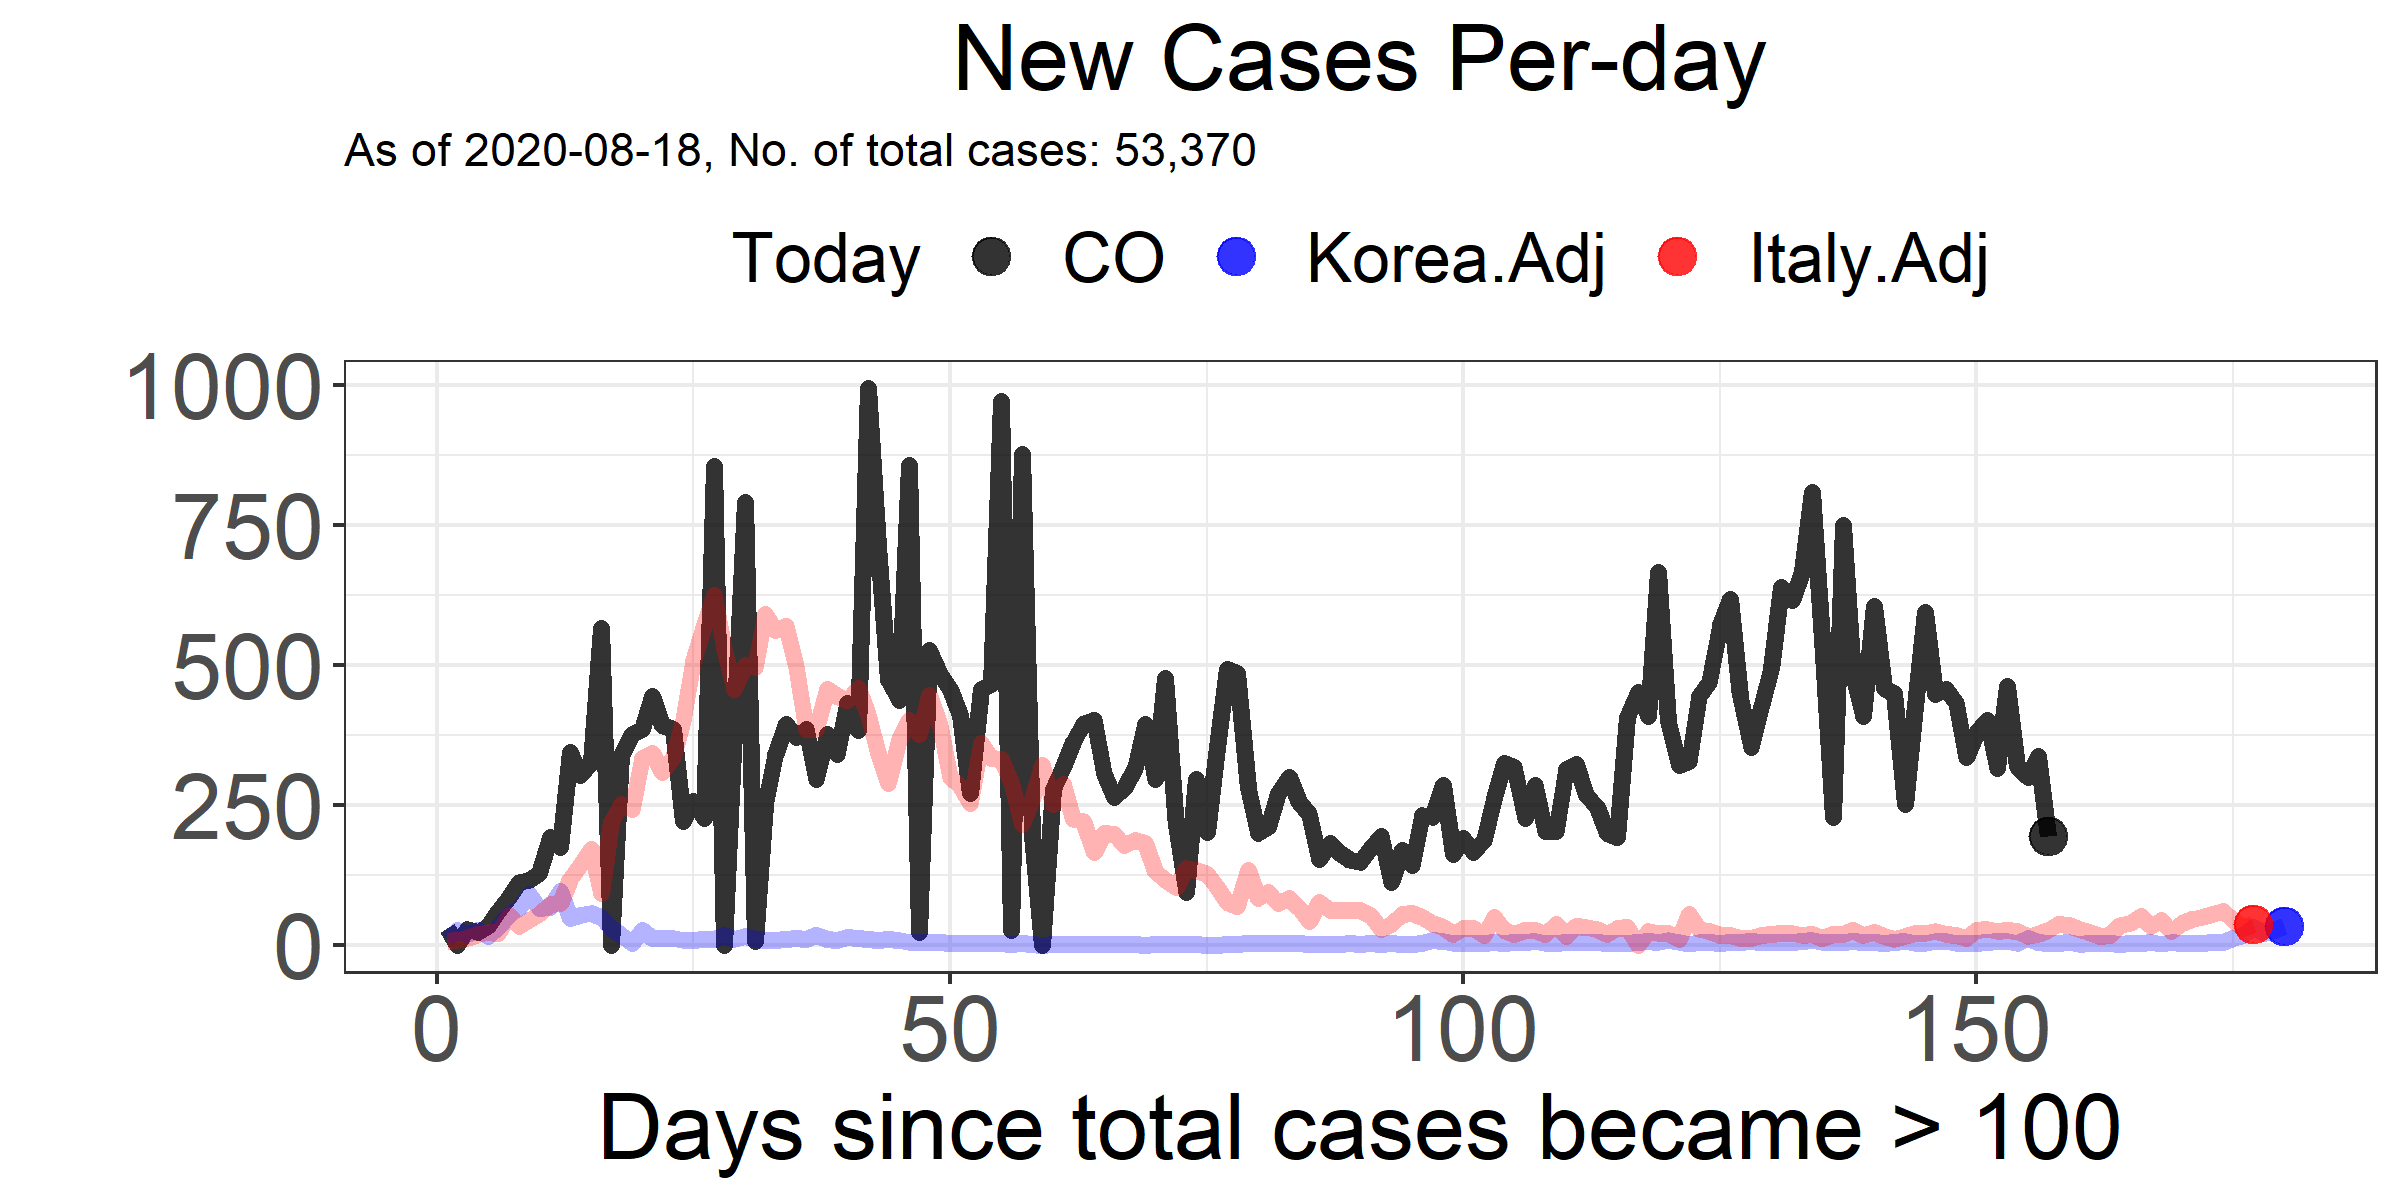 New Cases Per-day
As of 2020-08-18, No. of total cases: 53,370
Today CO Korea.Adj Italy.Adj
1000
750
500
250
0
0 50 100 150
Days since total cases became > 100